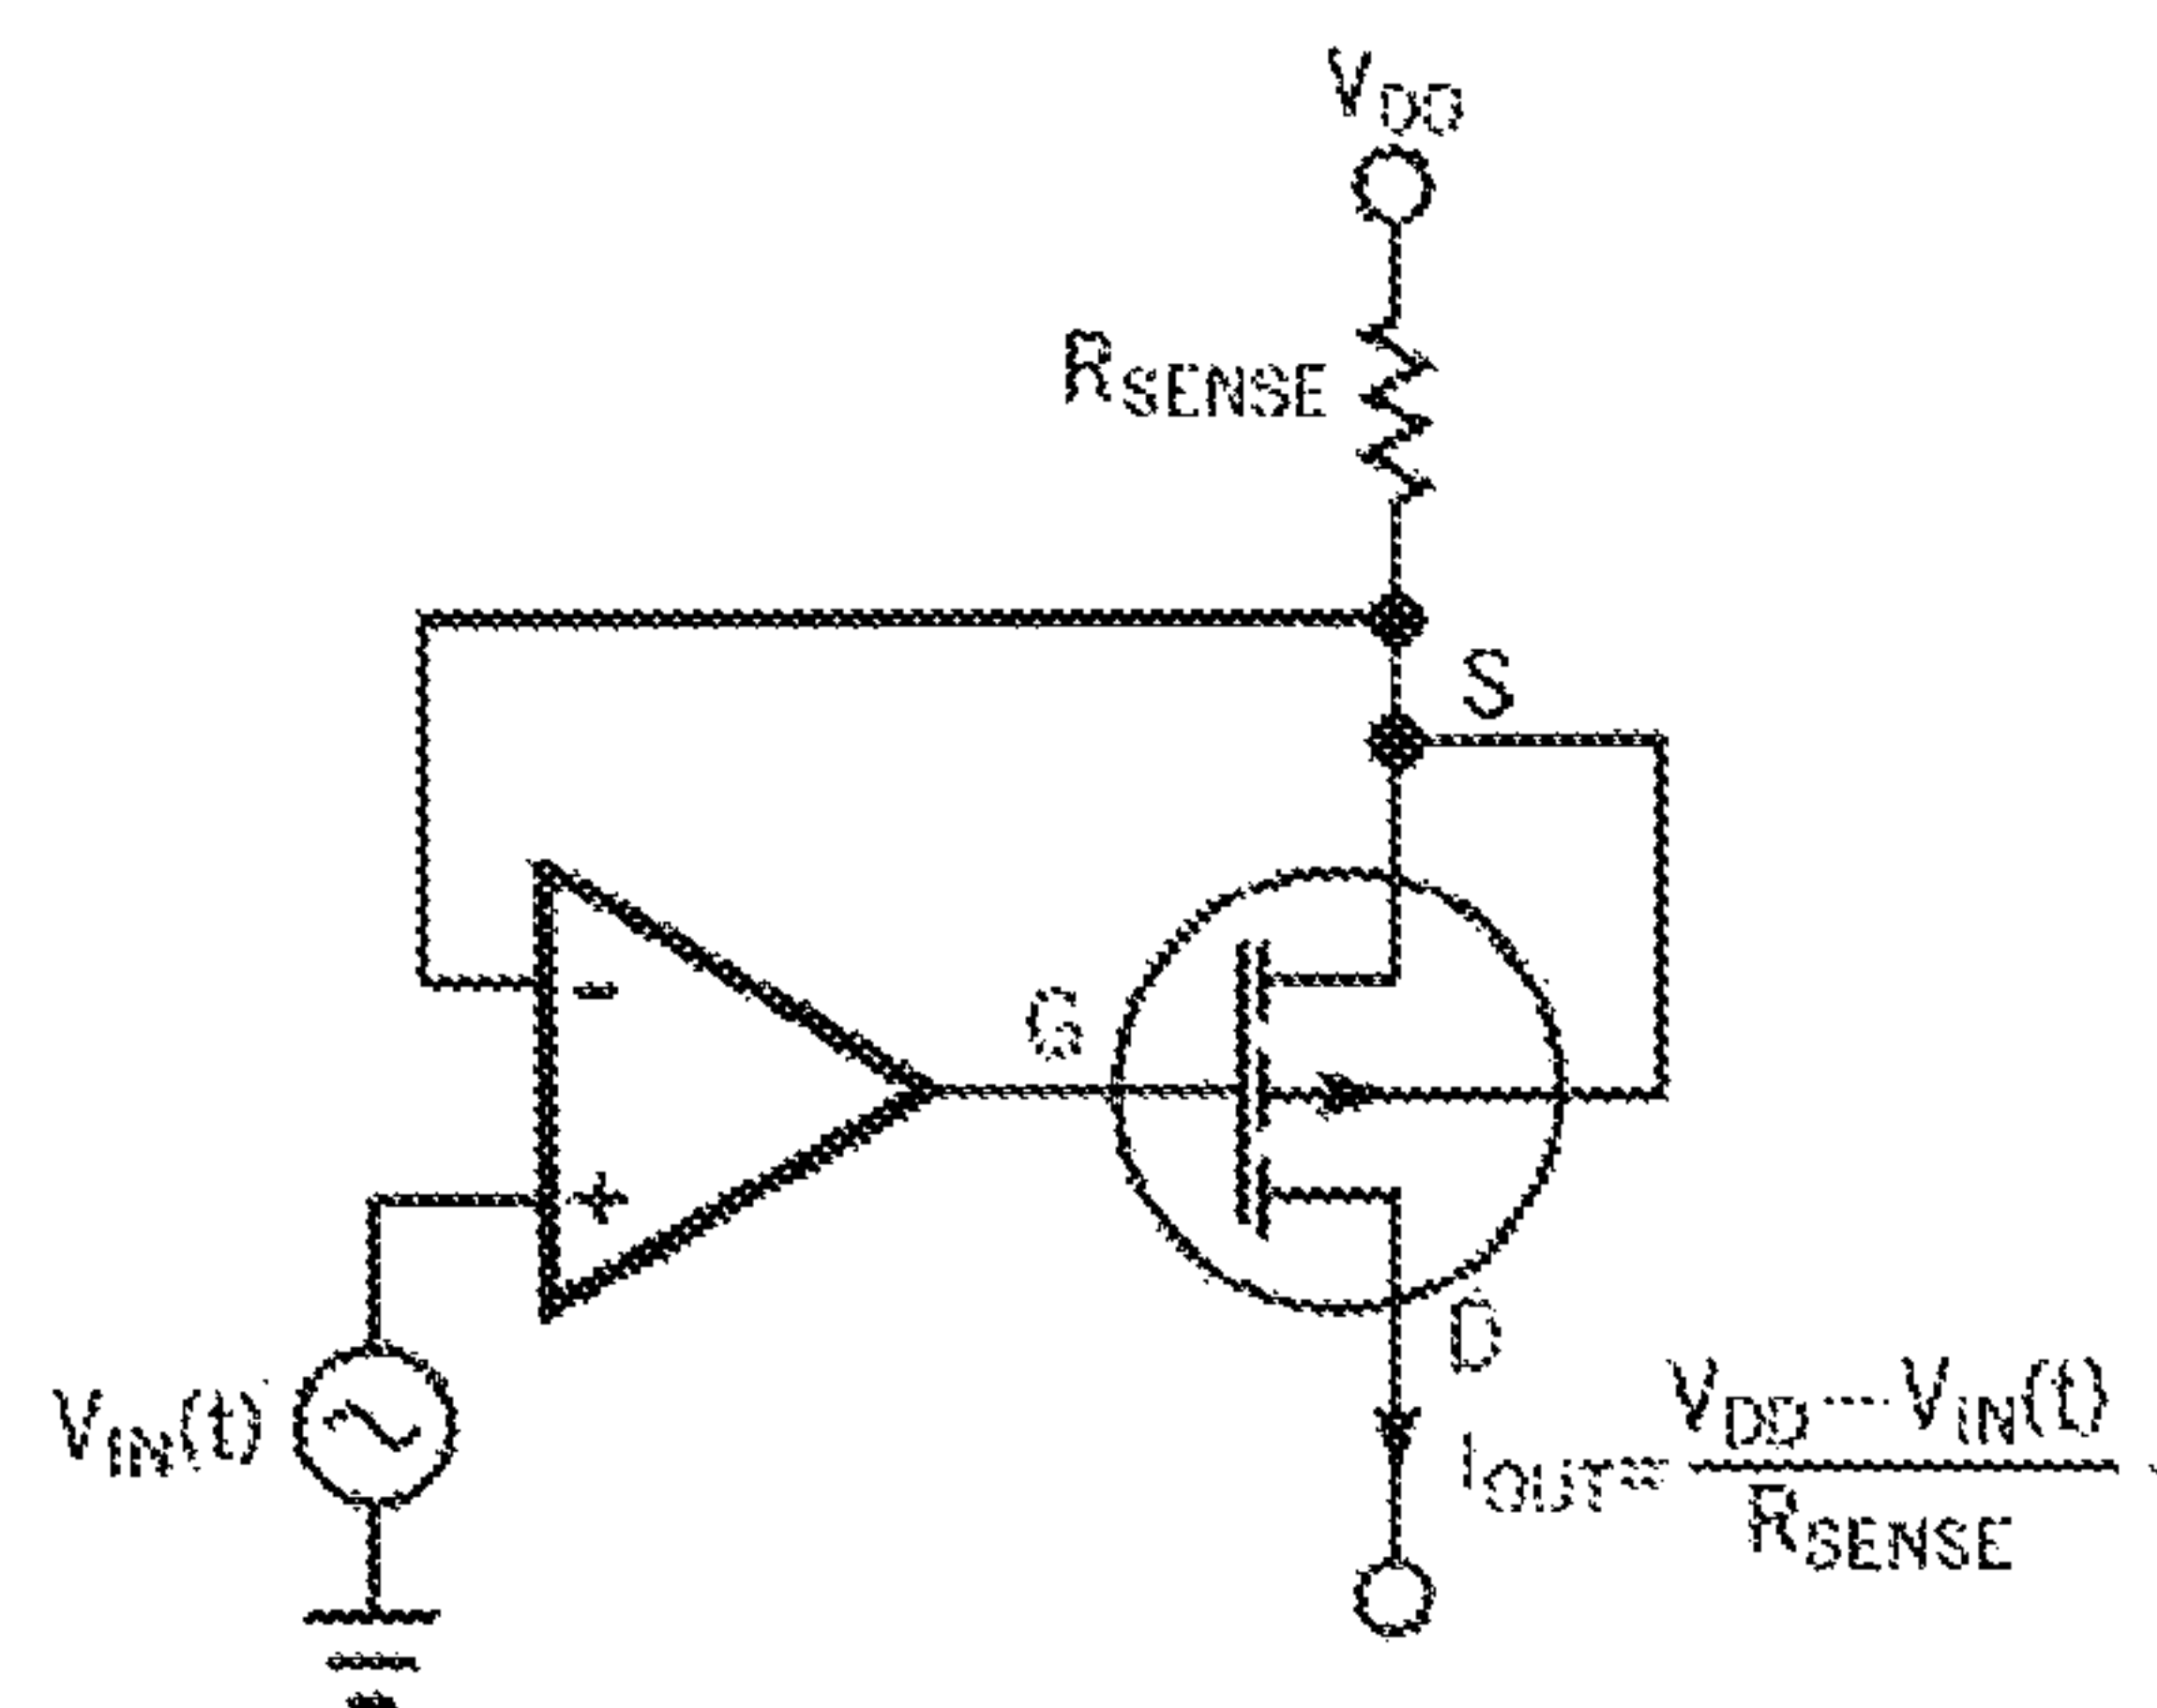 VDD
RSENSE
S
-
G
+
D
VIN(t)
IOUT= VDD-VIN(t)
RSENSE